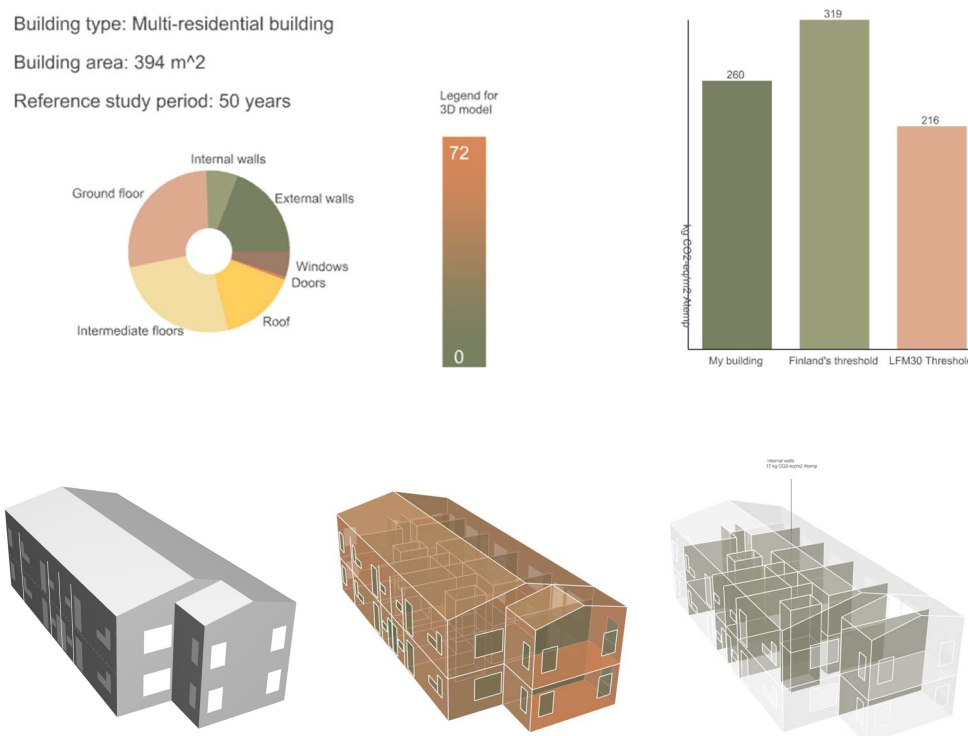 Building type: Multi-residential building
Building area: 394 m^2
Reference study period: 50 years
Internal walls
Ground floor
External walls
Windows
Doors
Roof
Intermediate floors
Legend for
3D model
72
0
319
260
216
kg CO2-eq/m2 Atemp
My building
Finland's threshold
LFM30 Threshold
Internal walls
17 kg CO2-eq/m2 Atemp